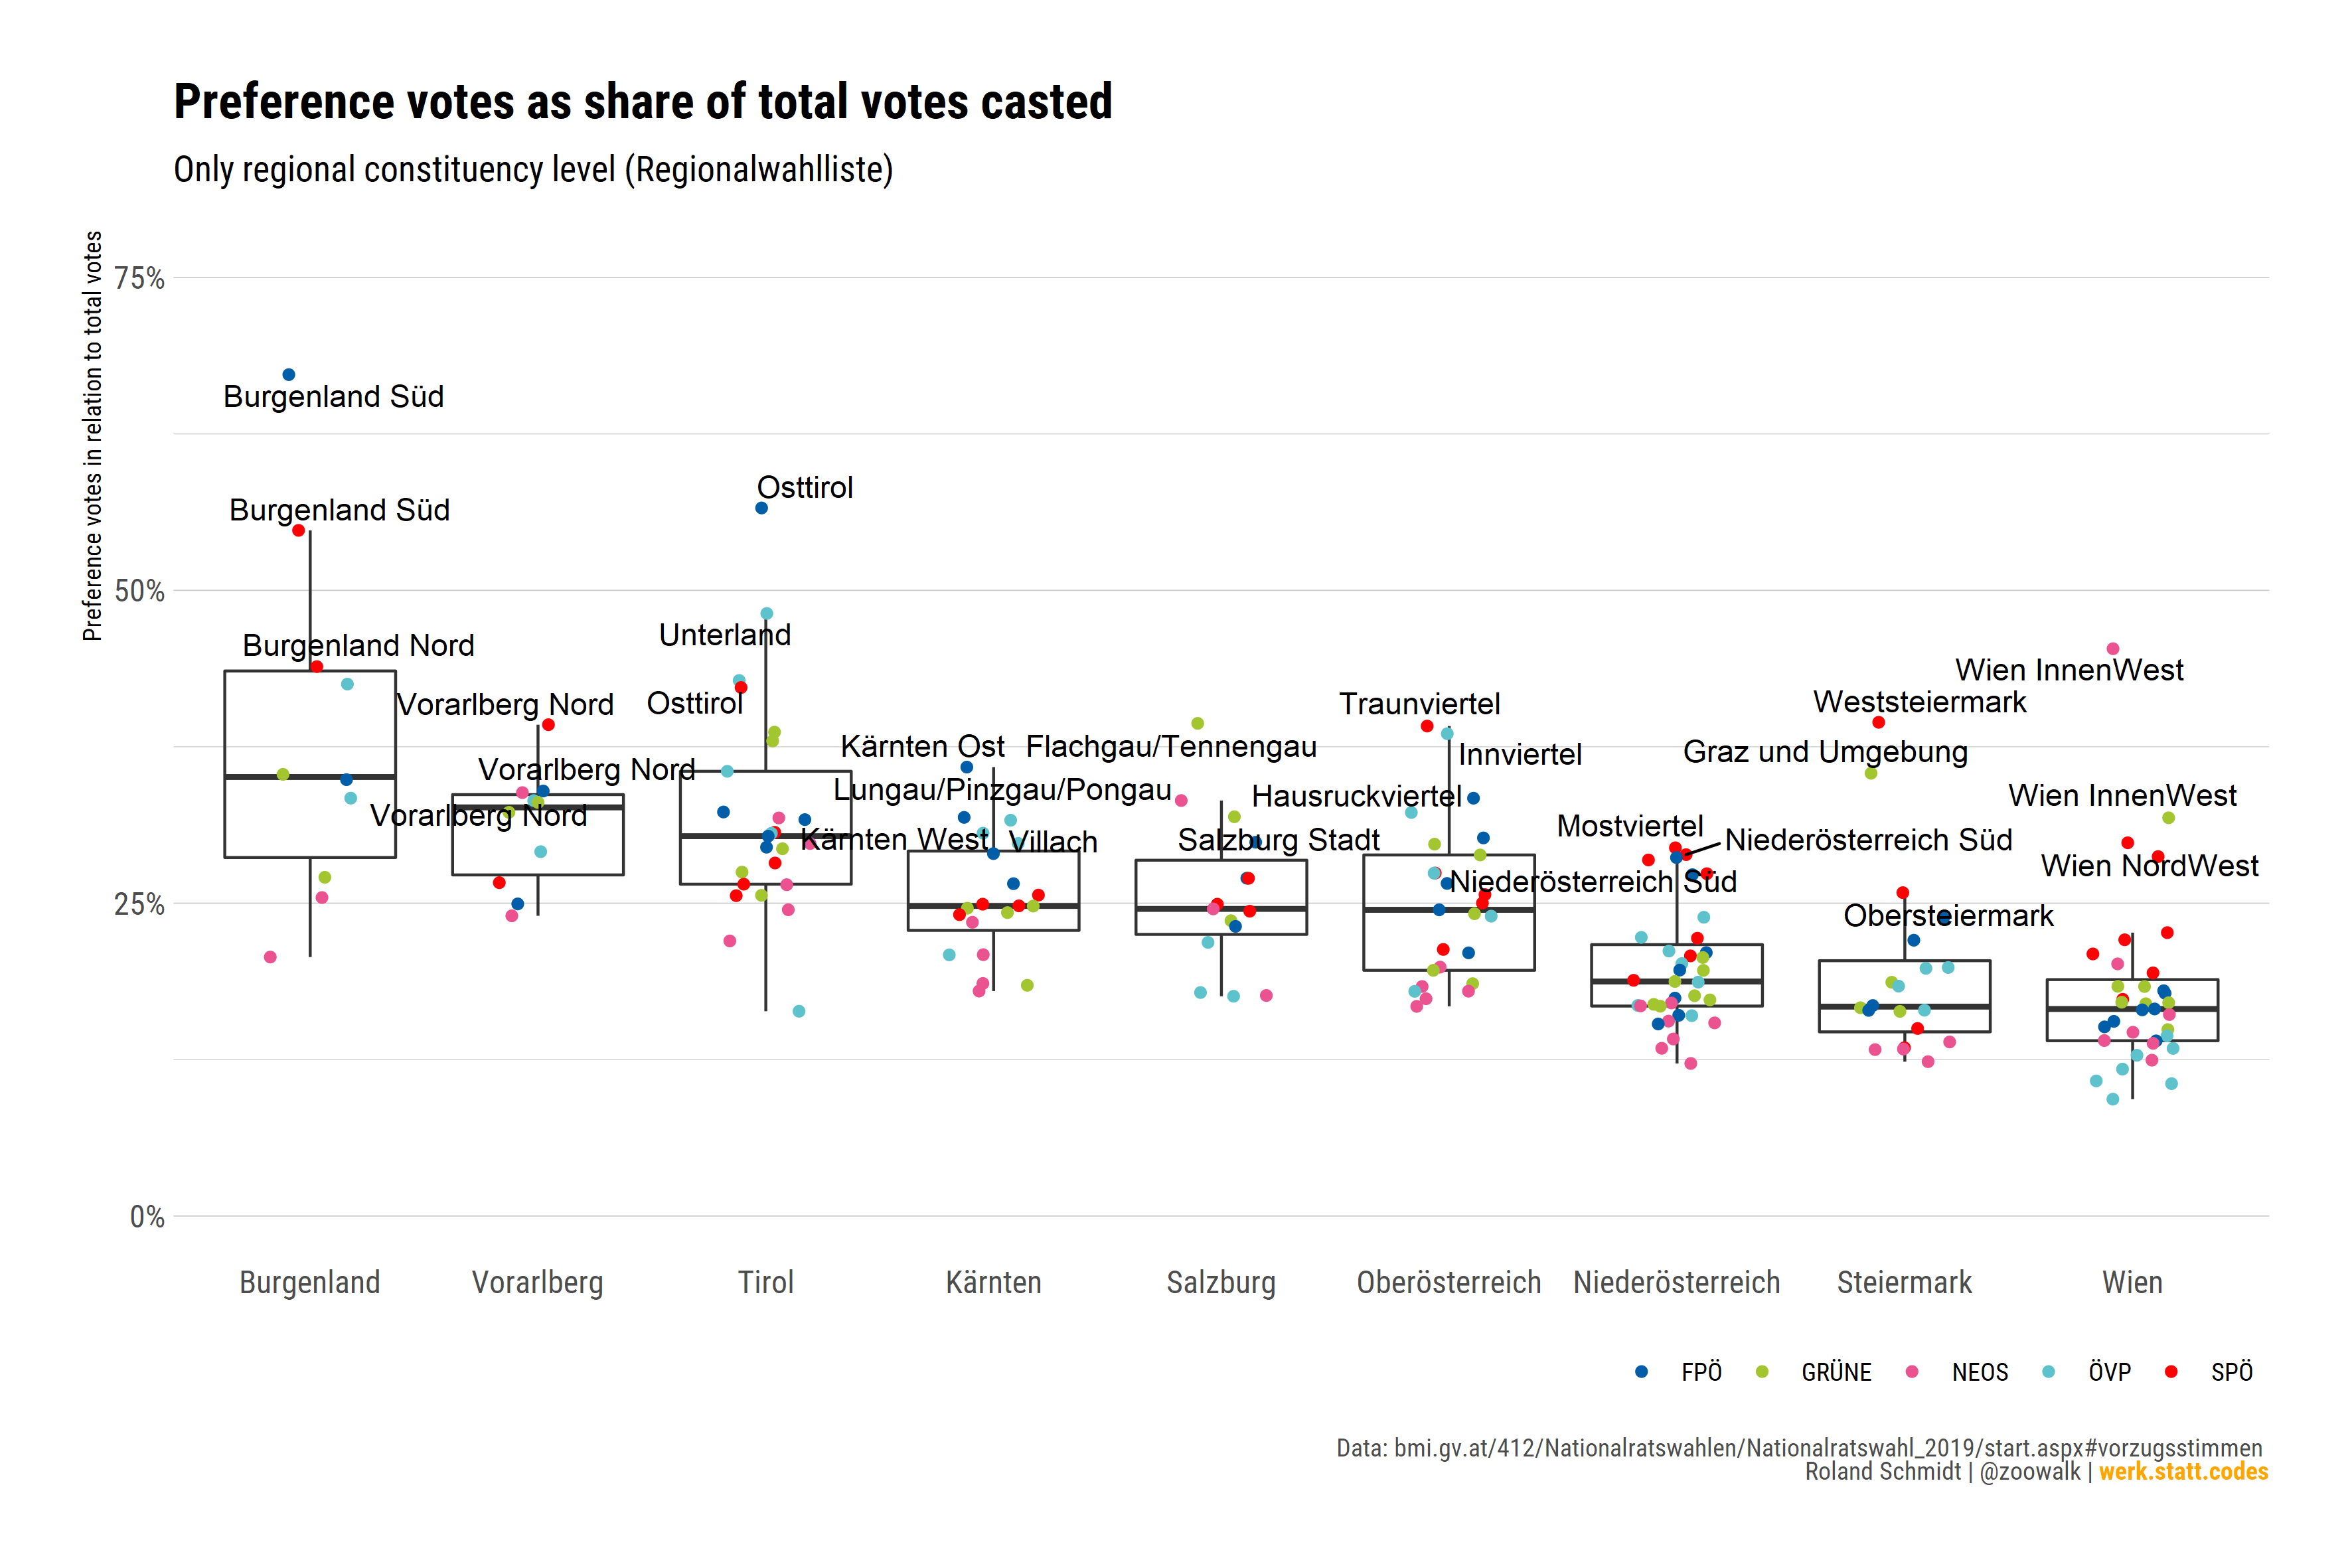 Preference votes as share of total votes casted
Only regional constituency level (Regionalwahlliste)
Preference votes in relation to total votes
75%
50%
25%
0%
Burgenland Süd
Osttirol
Burgenland Süd
Unterland
Burgenland Nord
Wien InnenWest
Osttirol
Vorarlberg Nord
Traunviertel
Weststeiermark
Kärnten Ost
Flachgau/Tennengau
Innviertel
Graz und Umgebung
Vorarlberg Nord
Lungau/Pinzgau/Pongau
Hausruckviertel
Wien InnenWest
Vorarlberg Nord
Mostviertel
Kärnten West
Villach
Salzburg Stadt
Niederösterreich Süd
Wien NordWest
Niederösterreich Süd
Obersteiermark
Burgenland
Vorarlberg
Tirol
Kärnten
Salzburg
Oberösterreich
Niederösterreich
Steiermark
Wien
FPÖ
GRÜNE
NEOS
ÖVP
SPÖ
Data: bmi.gv.at/412/Nationalratswahlen/Nationalratswahl_2019/start.aspx#vorzugsstimmen
Roland Schmidt | @zoowalk | werk.statt.codes